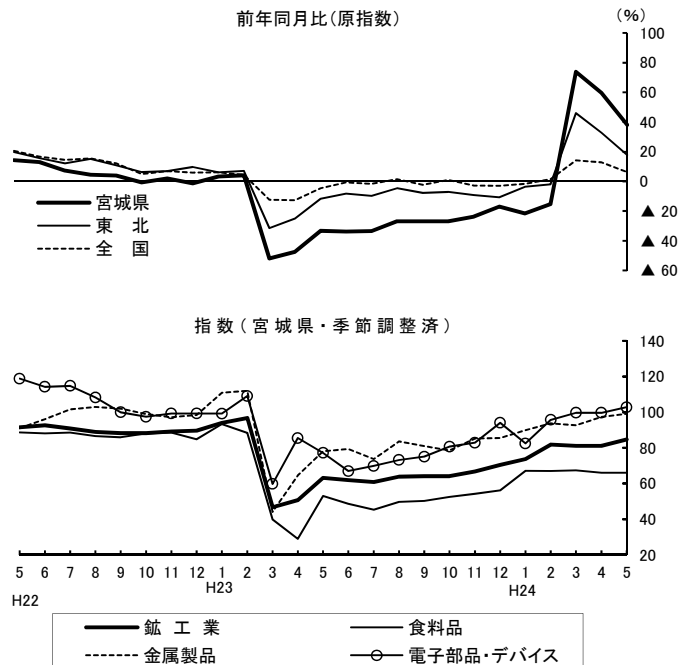 前年同月比(原指数)
(%)
100
80
60
40
20
0
▲ 20
▲ 40
▲ 60
宮城県
東 北
全 国
指数(宮城県・季節調整済)
140
120
100
80
60
40
20
5 6 7 8 9 10 11 12 1 2 3 4 5 6 7 8 9 10 11 12 1 2 3 4 5
H22 H23 H24
鉱 工 業 食料品
金属製品 電子部品・デバイス